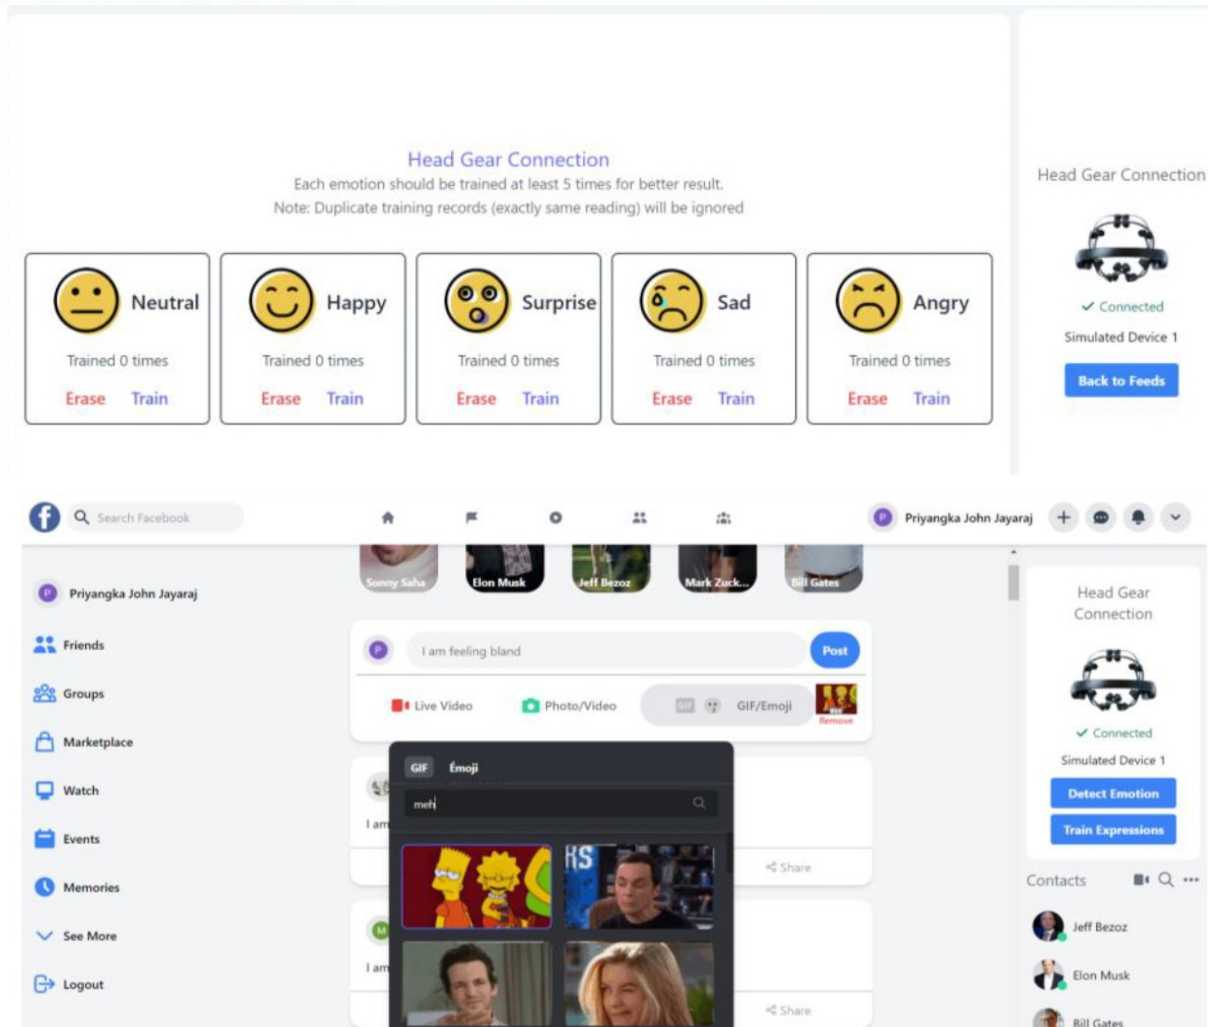 Head Gear Connection
Each emotion should be trained at least 5 times for better result.
Note: Duplicate training records (exactly same reading) will be ignored
Neutral
Trained 0 times
Erase Train
Happy
Trained 0 times
Erase Train
Surprise
Trained 0 times
Erase Train
Sad
Trained 0 times
Erase Train
Angry
Trained 0 times
Erase Train
Head Gear Connection
Connected
Simulated Device 1
Back to Feeds
f
Search Facebook
P
Priyangka John Jayaraj
P
Priyangka John Jayaraj
Friends
Groups
Marketplace
Watch
Events
Memories
See More
Logout
Sonny Saha
Elon Musk
Jeff Bezoz
Mark Zuck...
Bill Gates
P
I am feeling bland
Post
Live Video
Photo/Video
GIF
GIF/Emoji
Remove
GIF
Émoji
meh
I am
Share
M
I am
Share
Head Gear
Connection
Connected
Simulated Device 1
Detect Emotion
Train Expressions
Contacts
Jeff Bezoz
Elon Musk
Bill Gates